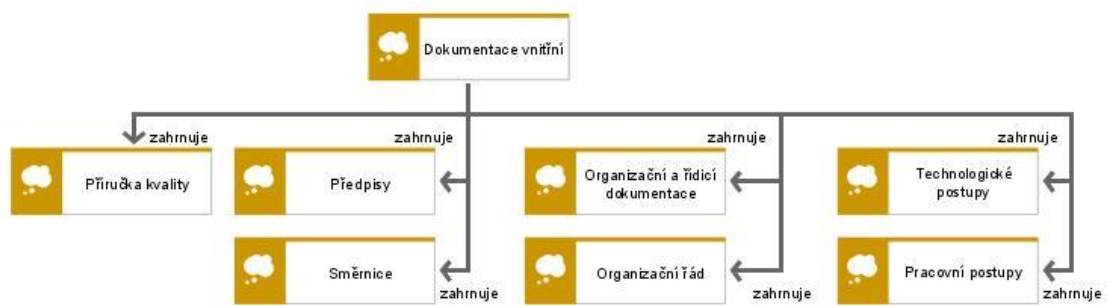 Dokumentace vnitřní
zahrnuje
zahrnuje
zahrnuje
zahrnuje
Příručka kvality
Předpisy
Organizační a řídicí
dokumentace
Technologické
postupy
Směrnice
Organizační řád
Pracovní postupy
zahrnuje
zahrnuje
zahrnuje